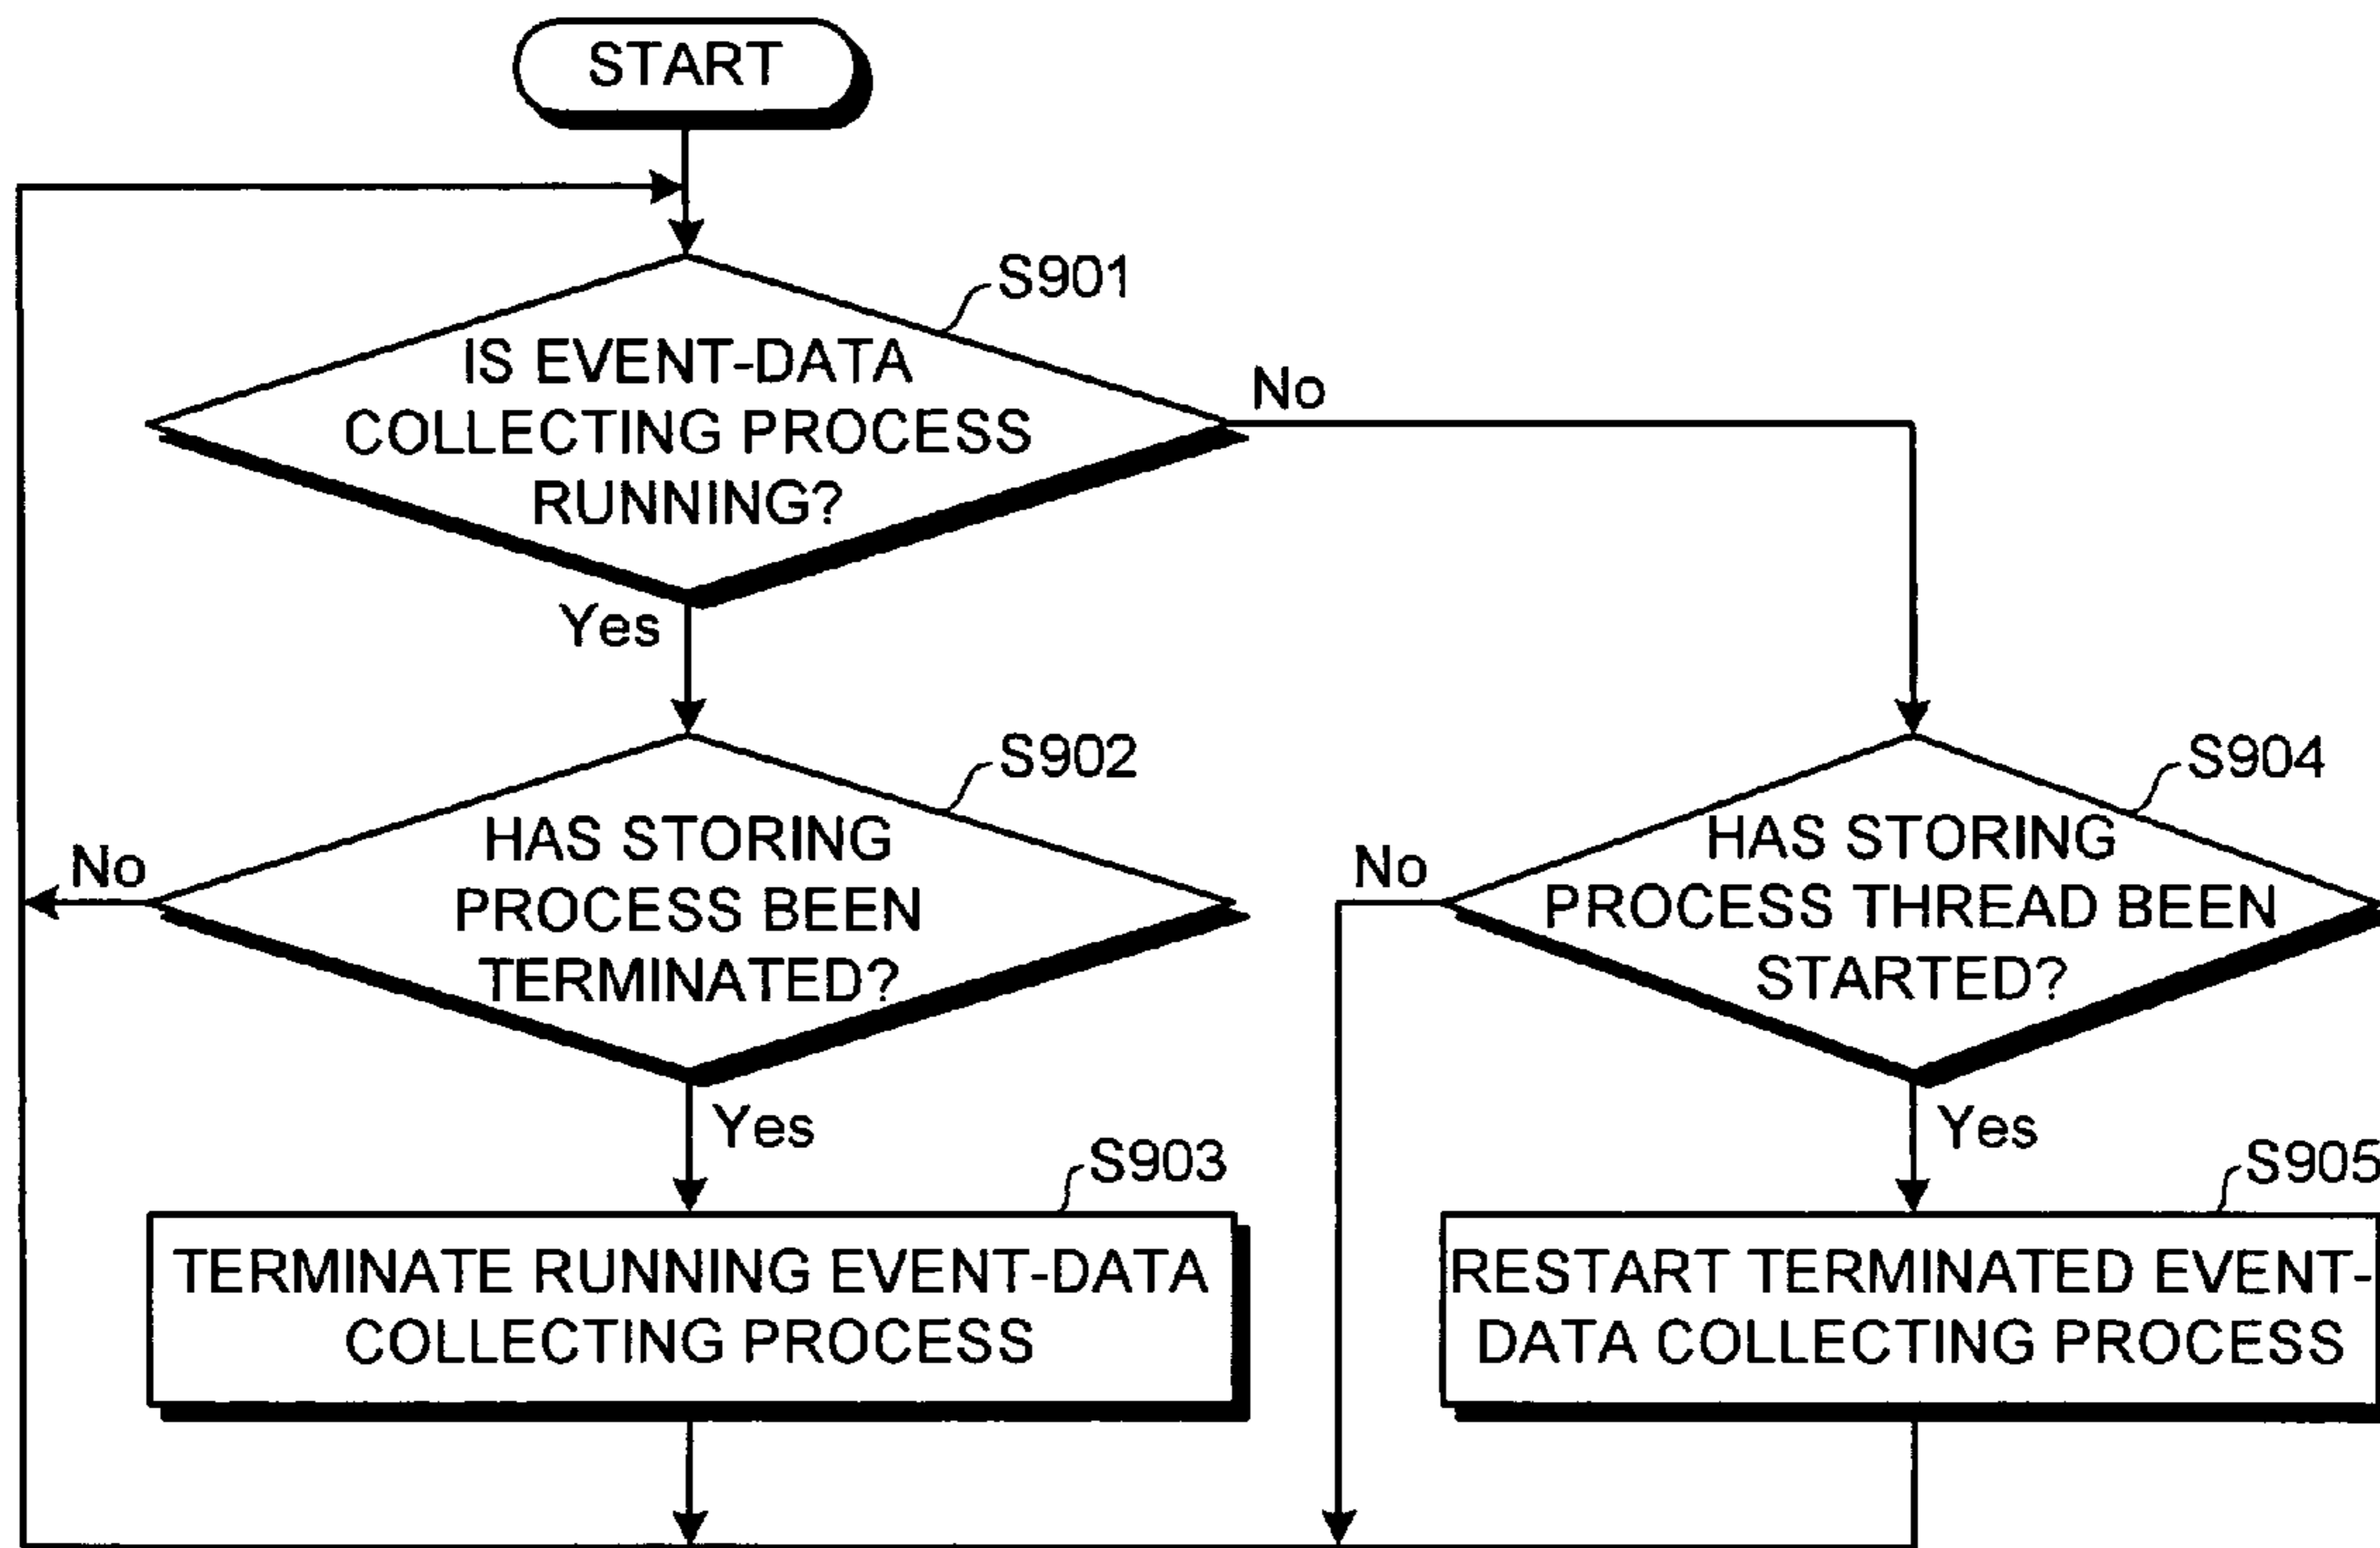 START
S901
IS EVENT-DATA
COLLECTING PROCESS
RUNNING?
No
Yes
S902
HAS STORING
PROCESS BEEN
TERMINATED?
No
Yes
S904
HAS STORING
PROCESS THREAD BEEN
STARTED?
No
Yes
S903
TERMINATE RUNNING EVENT-DATA
COLLECTING PROCESS
S905
RESTART TERMINATED EVENT-
DATA COLLECTING PROCESS